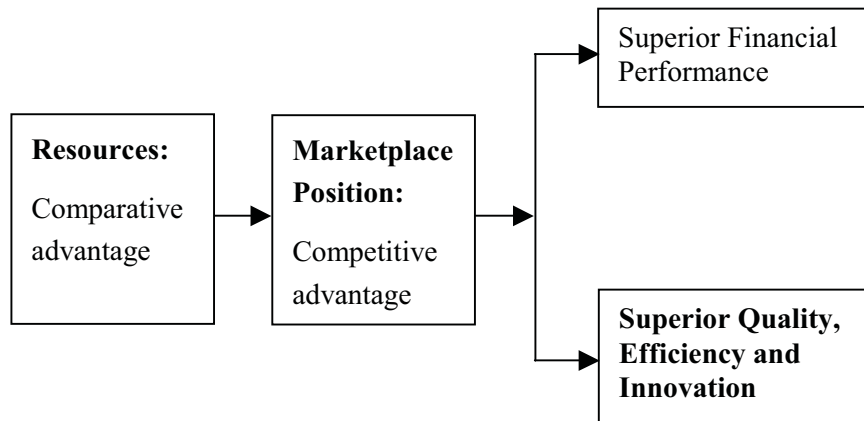 Resources:
Comparative
advantage
Marketplace
Position:
Competitive
advantage
Superior Financial
Performance
Superior Quality,
Efficiency and
Innovation